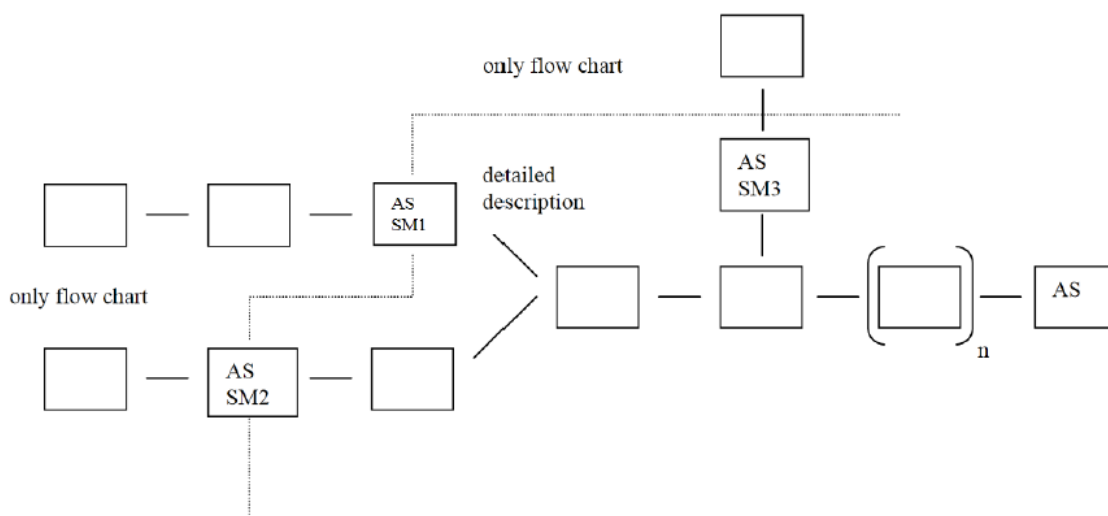 only flow chart
AS
SM3
detailed
description
AS
SM1
AS
only flow chart
n
AS
SM2